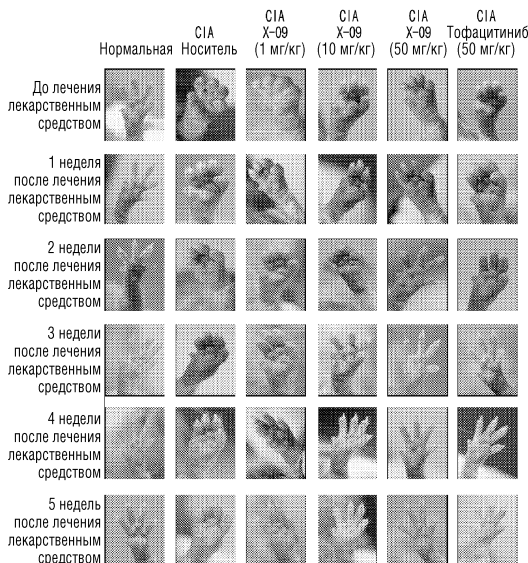 Нормальная
CIA
Носитель
CIA
X-09
(1 мг/кг)
CIA
X-09
(10 мг/кг)
CIA
X-09
(50 мг/кг)
CIA
Тофацитиниб
(50 мг/кг)
До лечения
лекарственным
средством
1 неделя
после лечения
лекарственным
средством
2 недели
после лечения
лекарственным
средством
3 недели
после лечения
лекарственным
средством
4 недели
после лечения
лекарственным
средством
5 недель
после лечения
лекарственным
средством